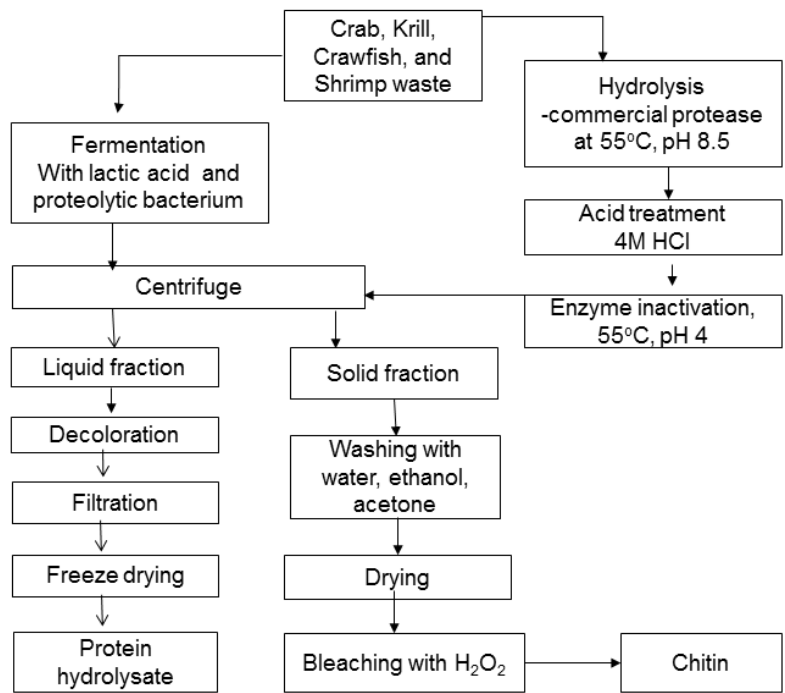 Crab, Krill,
Crawfish, and
Shrimp waste
Hydrolysis
-commercial protease
at 55°C, pH 8.5
Fermentation
With lactic acid and
proteolytic bacterium
Acid treatment
4M HCl
Centrifuge
Enzyme inactivation,
55°C, pH 4
Liquid fraction
Solid fraction
Decoloration
Washing with
water, ethanol,
acetone
Filtration
Freeze drying
Drying
Protein
hydrolysate
Bleaching with H₂O₂
Chitin